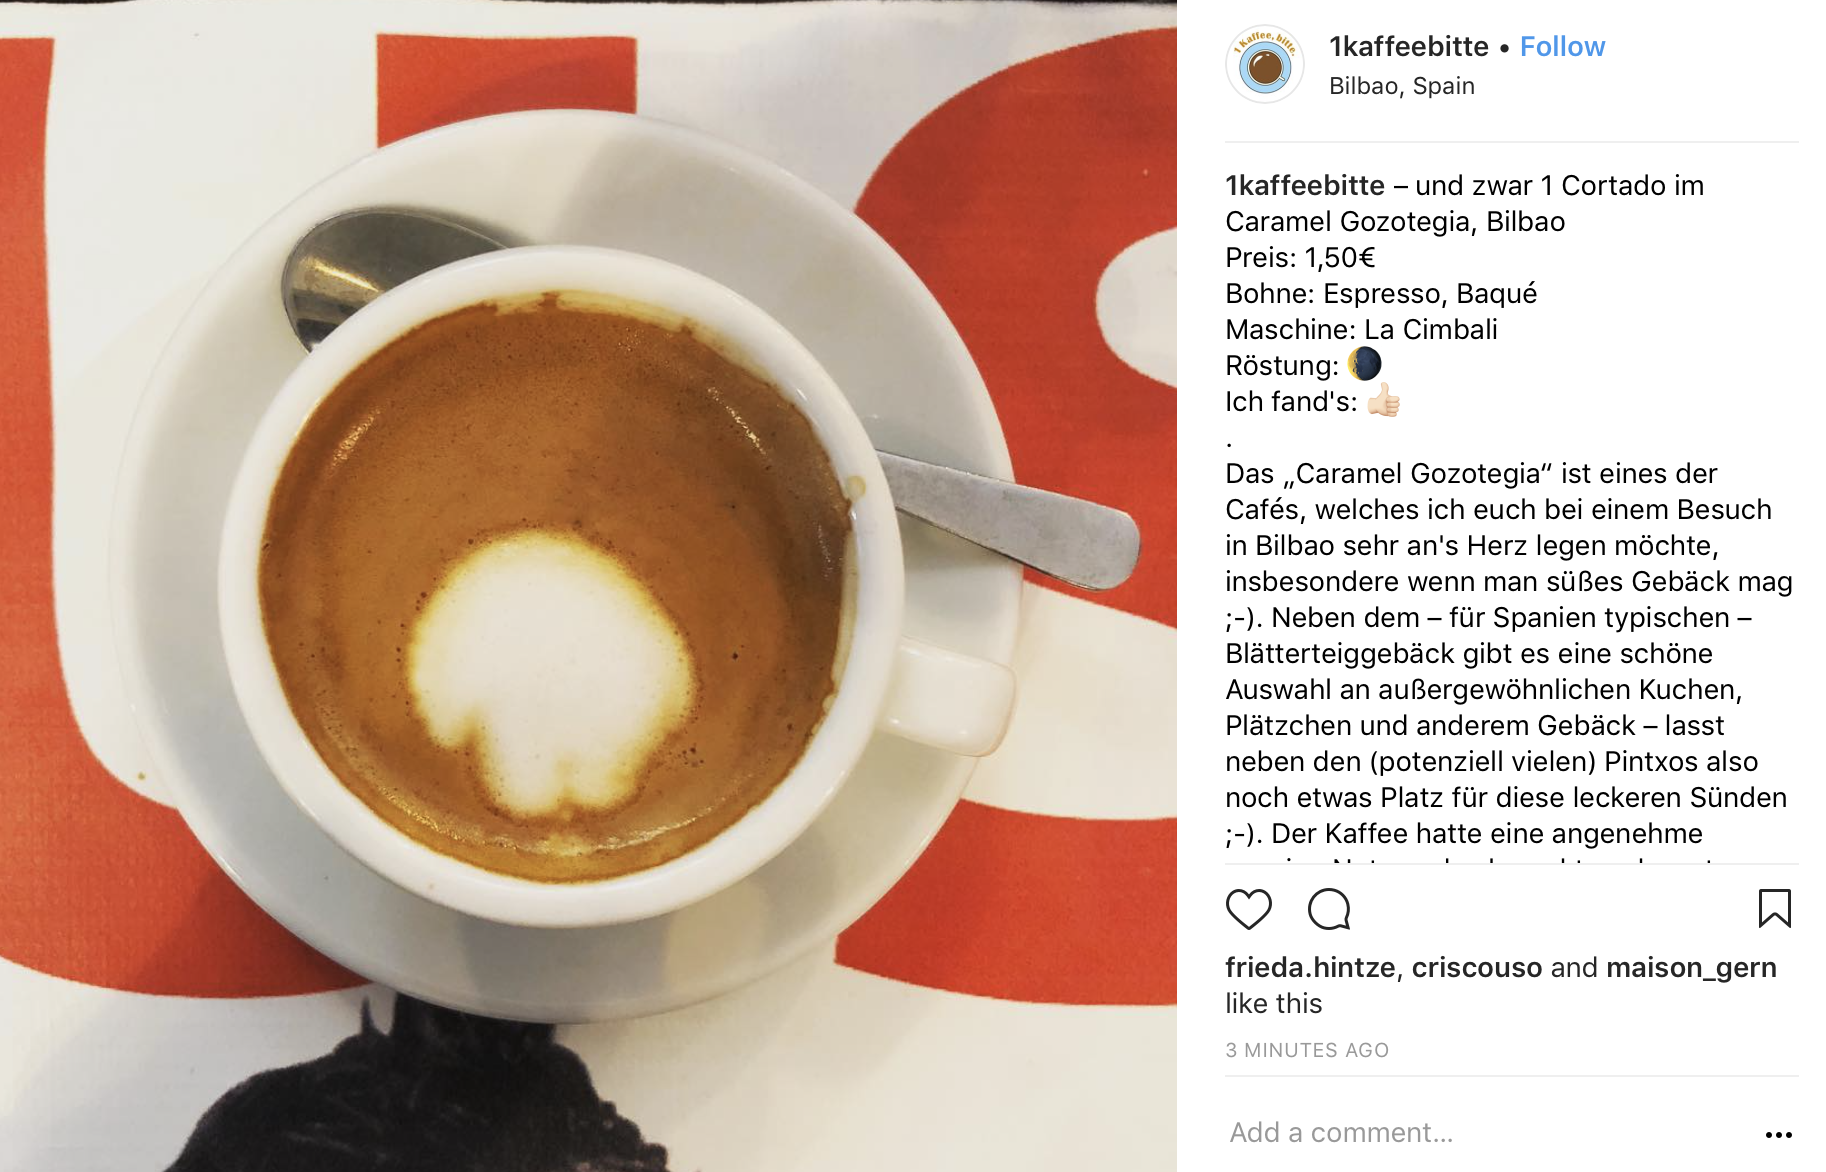 1 Kaffee, bitte.
1kaffeebitte • Follow
Bilbao, Spain
1kaffeebitte – und zwar 1 Cortado im
Caramel Gozotegia, Bilbao
Preis: 1,50€
Bohne: Espresso, Baqué
Maschine: La Cimbali
Röstung: 🌘
Ich fand's: 👍🏻
.
Das „Caramel Gozotegia“ ist eines der
Cafés, welches ich euch bei einem Besuch
in Bilbao sehr an's Herz legen möchte,
insbesondere wenn man süßes Gebäck mag
;-). Neben dem – für Spanien typischen –
Blätterteiggebäck gibt es eine schöne
Auswahl an außergewöhnlichen Kuchen,
Plätzchen und anderem Gebäck – lasst
neben den (potenziell vielen) Pintxos also
noch etwas Platz für diese leckeren Sünden
;-). Der Kaffee hatte eine angenehme
frieda.hintze, criscouso and maison_gern
like this
3 MINUTES AGO
Add a comment...